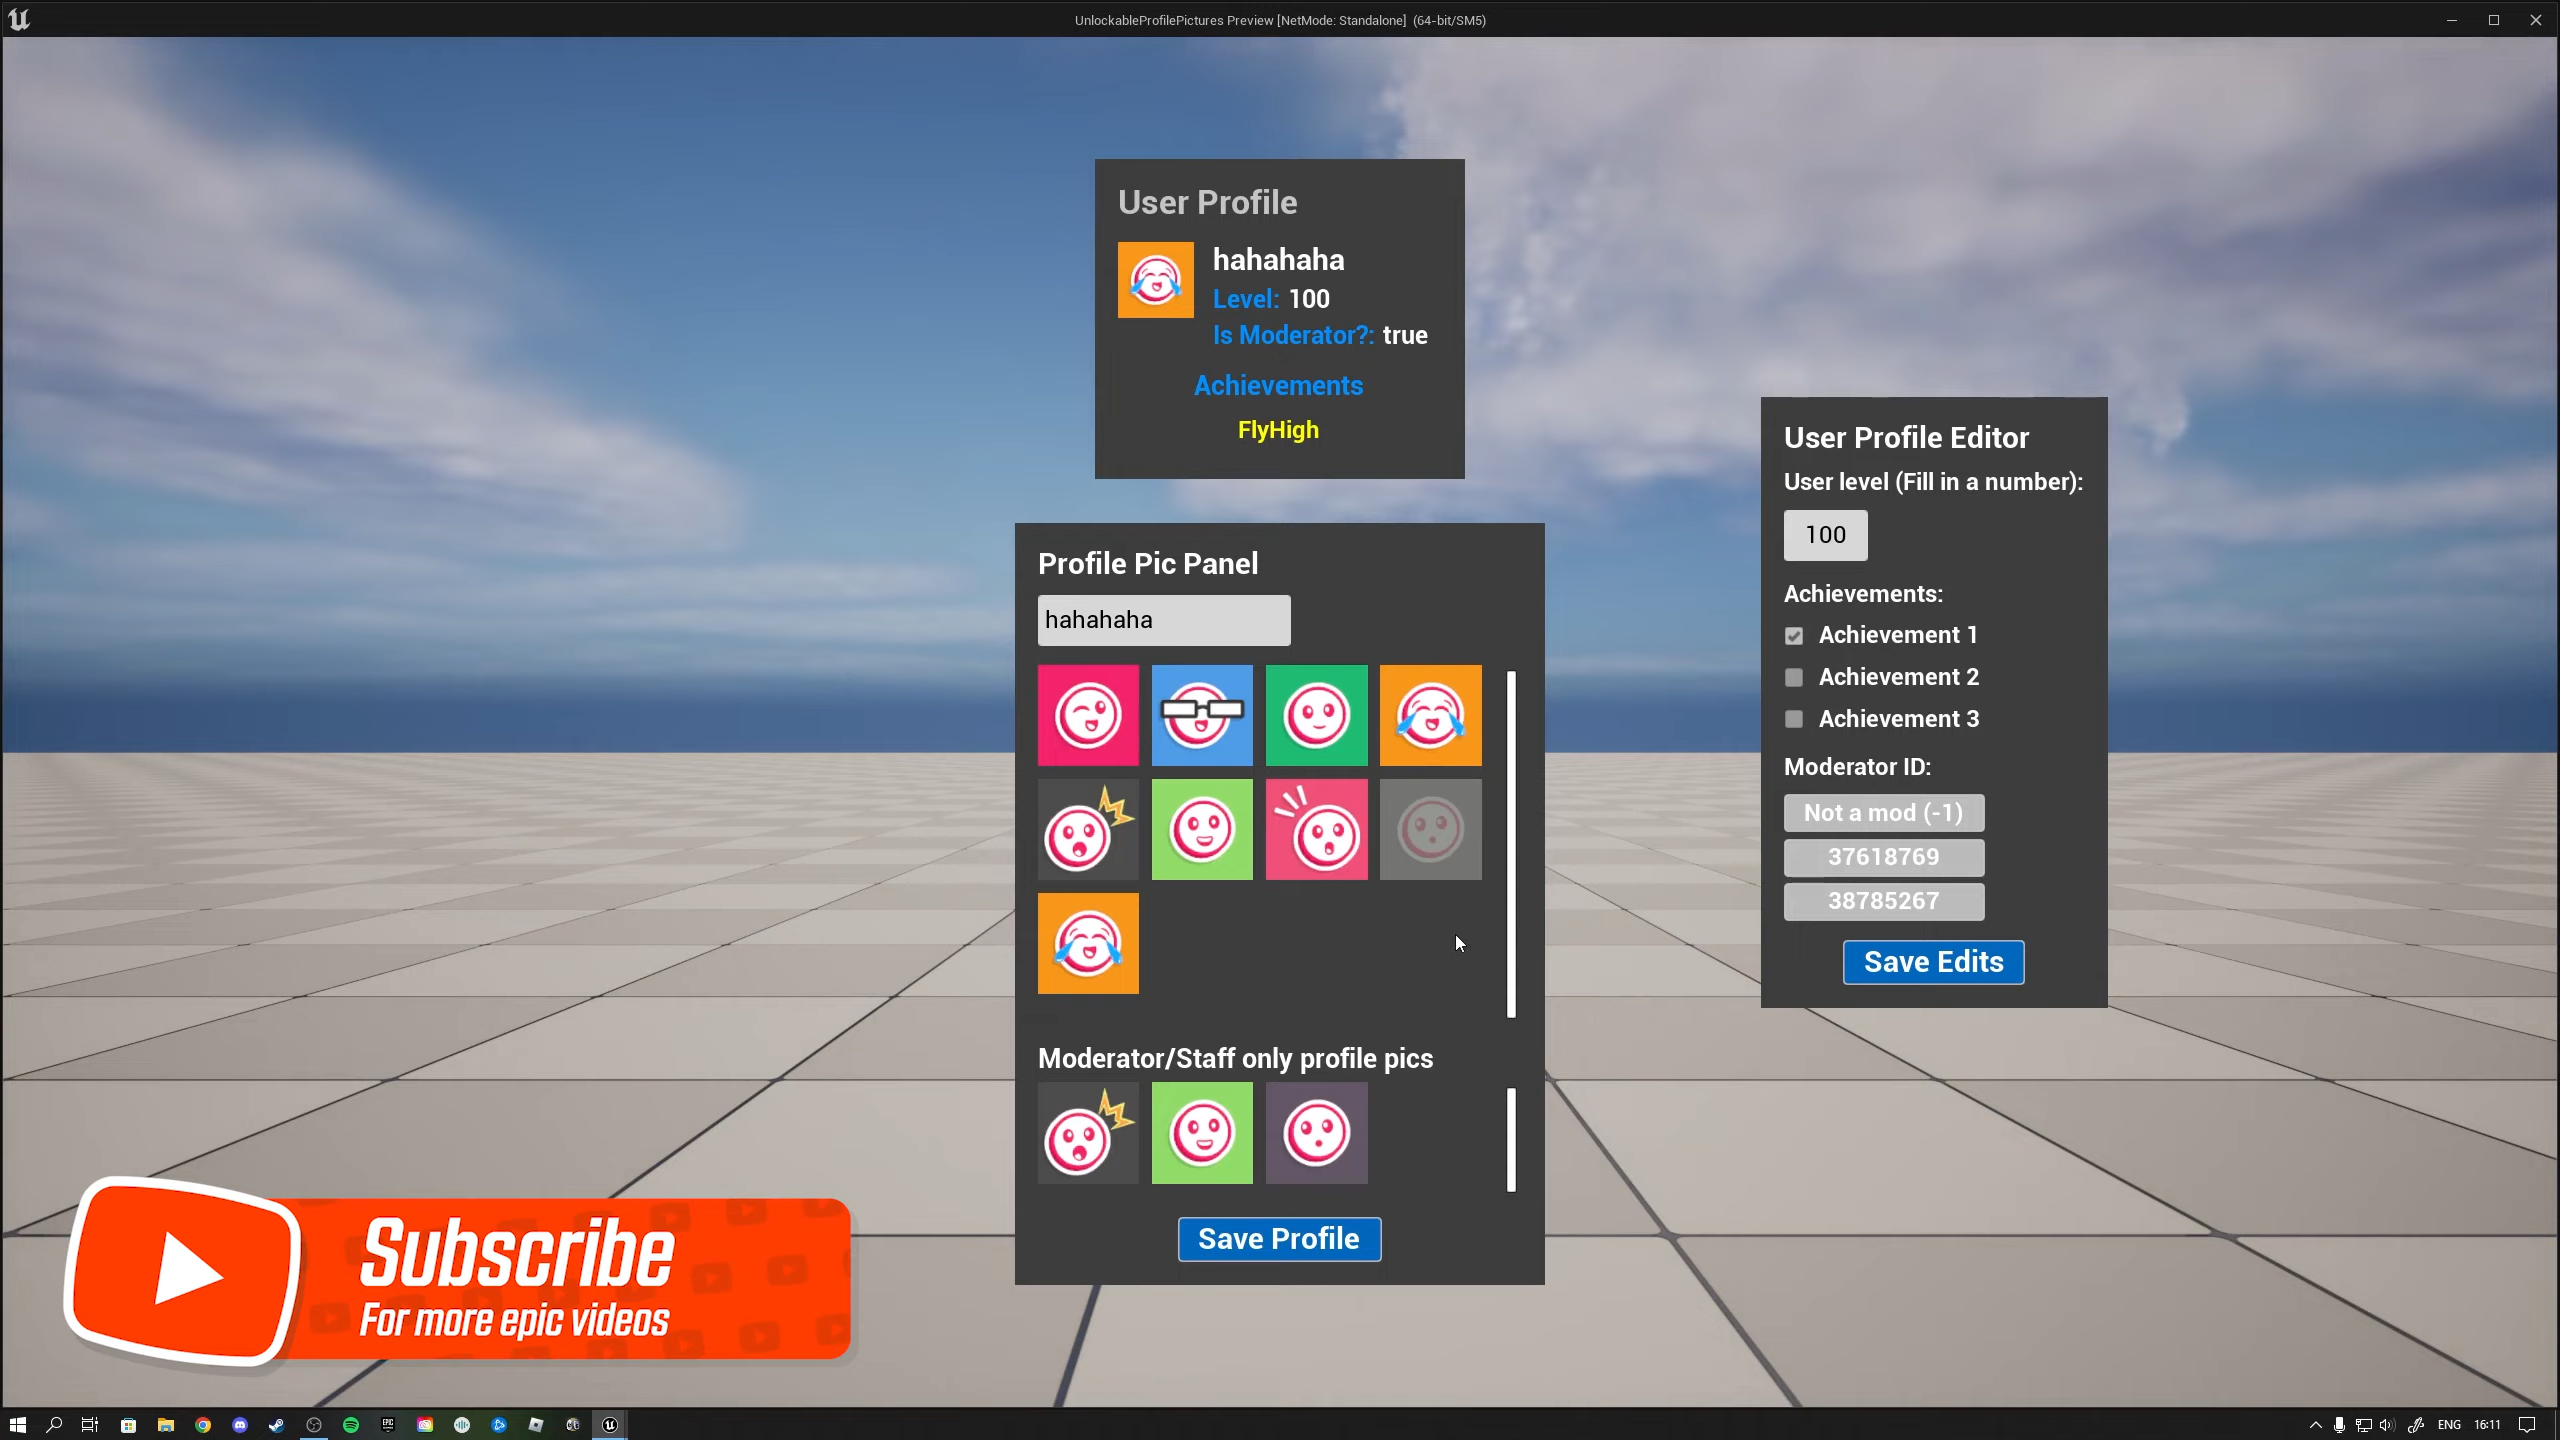 UnlockableProfilePictures Preview [NetMode: Standalone] (64-bit/SM5)
User Profile
hahahaha
Level: 100
Is Moderator?: true
Achievements
FlyHigh
Profile Pic Panel
hahahaha
Moderator/Staff only profile pics
Save Profile
User Profile Editor
User level (Fill in a number):
100
Achievements:
Achievement 1
Achievement 2
Achievement 3
Moderator ID:
Not a mod (-1)
37618769
38785267
Save Edits
Subscribe
For more epic videos
EPIC
ENG 16:11